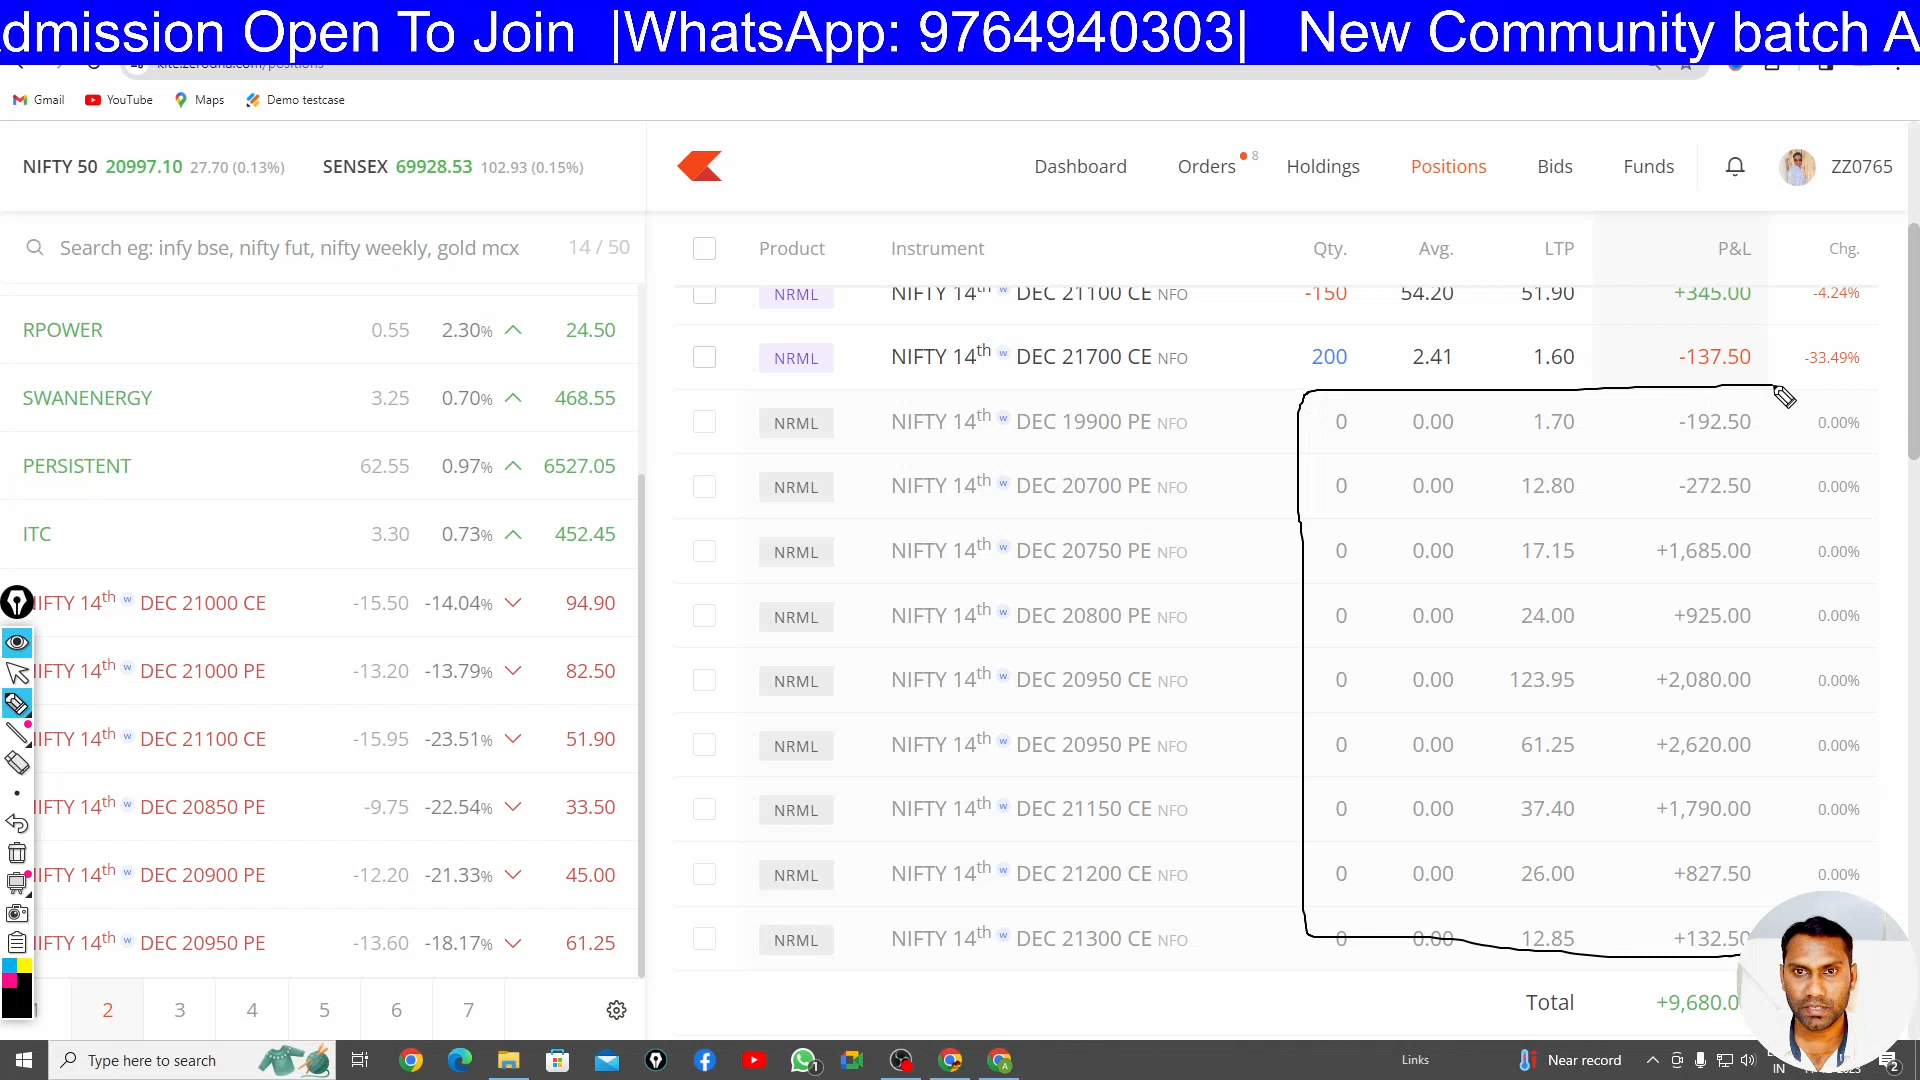 dmission Open To Join |WhatsApp: 9764940303| New Community batch A
kite.zerodha.com/positions
Gmail YouTube Maps Demo testcase
NIFTY 50 20997.10 27.70 (0.13%) SENSEX 69928.53 102.93 (0.15%)
Dashboard Orders 8 Holdings Positions Bids Funds ZZ0765
Search eg: infy bse, nifty fut, nifty weekly, gold mcx 14 / 50
RPOWER 0.55 2.30% 24.50
SWANENERGY 3.25 0.70% 468.55
PERSISTENT 62.55 0.97% 6527.05
ITC 3.30 0.73% 452.45
IFTY 14th w DEC 21000 CE -15.50 -14.04% 94.90
IFTY 14th w DEC 21000 PE -13.20 -13.79% 82.50
IFTY 14th w DEC 21100 CE -15.95 -23.51% 51.90
IFTY 14th w DEC 20850 PE -9.75 -22.54% 33.50
IFTY 14th w DEC 20900 PE -12.20 -21.33% 45.00
IFTY 14th w DEC 20950 PE -13.60 -18.17% 61.25
1 2 3 4 5 6 7
Product Instrument Qty. Avg. LTP P&L Chg.
NRML NIFTY 14th w DEC 21100 CE NFO -150 54.20 51.90 +345.00 -4.24%
NRML NIFTY 14th w DEC 21700 CE NFO 200 2.41 1.60 -137.50 -33.49%
NRML NIFTY 14th w DEC 19900 PE NFO 0 0.00 1.70 -192.50 0.00%
NRML NIFTY 14th w DEC 20700 PE NFO 0 0.00 12.80 -272.50 0.00%
NRML NIFTY 14th w DEC 20750 PE NFO 0 0.00 17.15 +1,685.00 0.00%
NRML NIFTY 14th w DEC 20800 PE NFO 0 0.00 24.00 +925.00 0.00%
NRML NIFTY 14th w DEC 20950 CE NFO 0 0.00 123.95 +2,080.00 0.00%
NRML NIFTY 14th w DEC 20950 PE NFO 0 0.00 61.25 +2,620.00 0.00%
NRML NIFTY 14th w DEC 21150 CE NFO 0 0.00 37.40 +1,790.00 0.00%
NRML NIFTY 14th w DEC 21200 CE NFO 0 0.00 26.00 +827.50 0.00%
NRML NIFTY 14th w DEC 21300 CE NFO 0 0.00 12.85 +132.50
Total +9,680.0
Type here to search 1 Links Near record IN 2